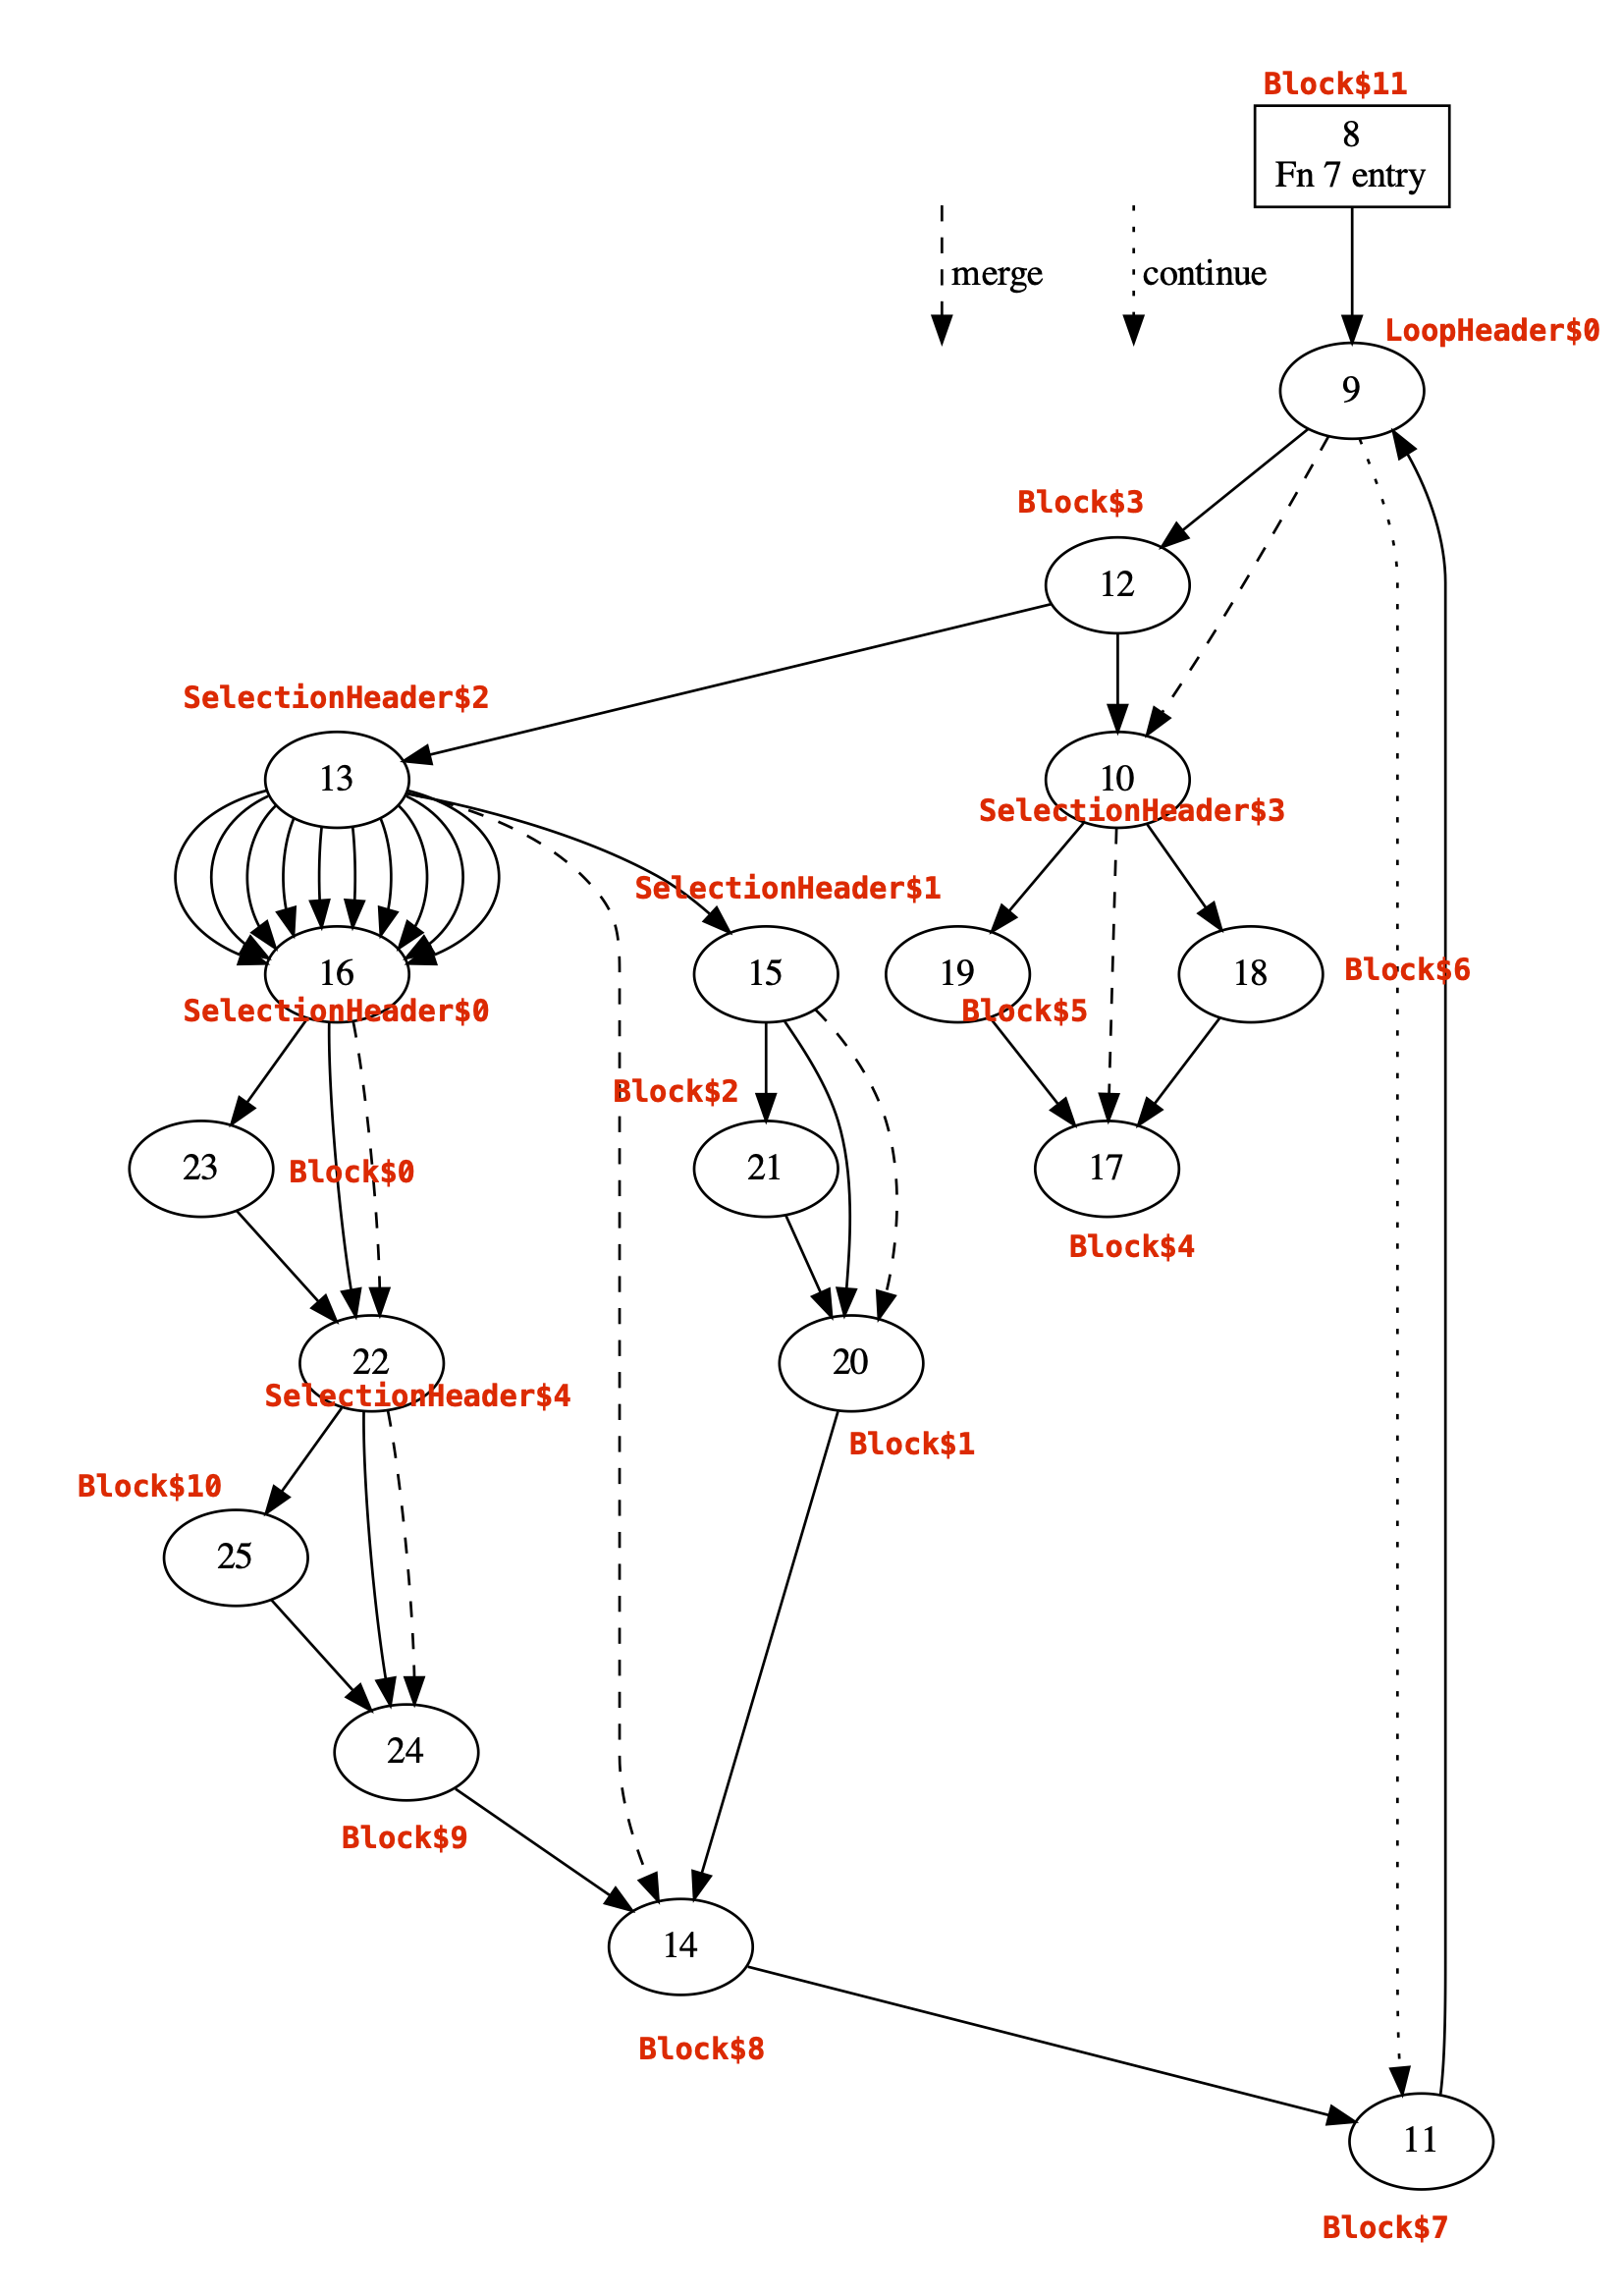 Block$11
8
Fn 7 entry
merge
continue
LoopHeader$0
9
Block$3
12
SelectionHeader$2
13
10
SelectionHeader$3
SelectionHeader$1
16
15
19
18
Block$6
SelectionHeader$0
Block$5
Block$2
23
Block$0
21
17
Block$4
22
SelectionHeader$4
20
Block$1
Block$10
25
24
Block$9
14
Block$8
11
Block$7